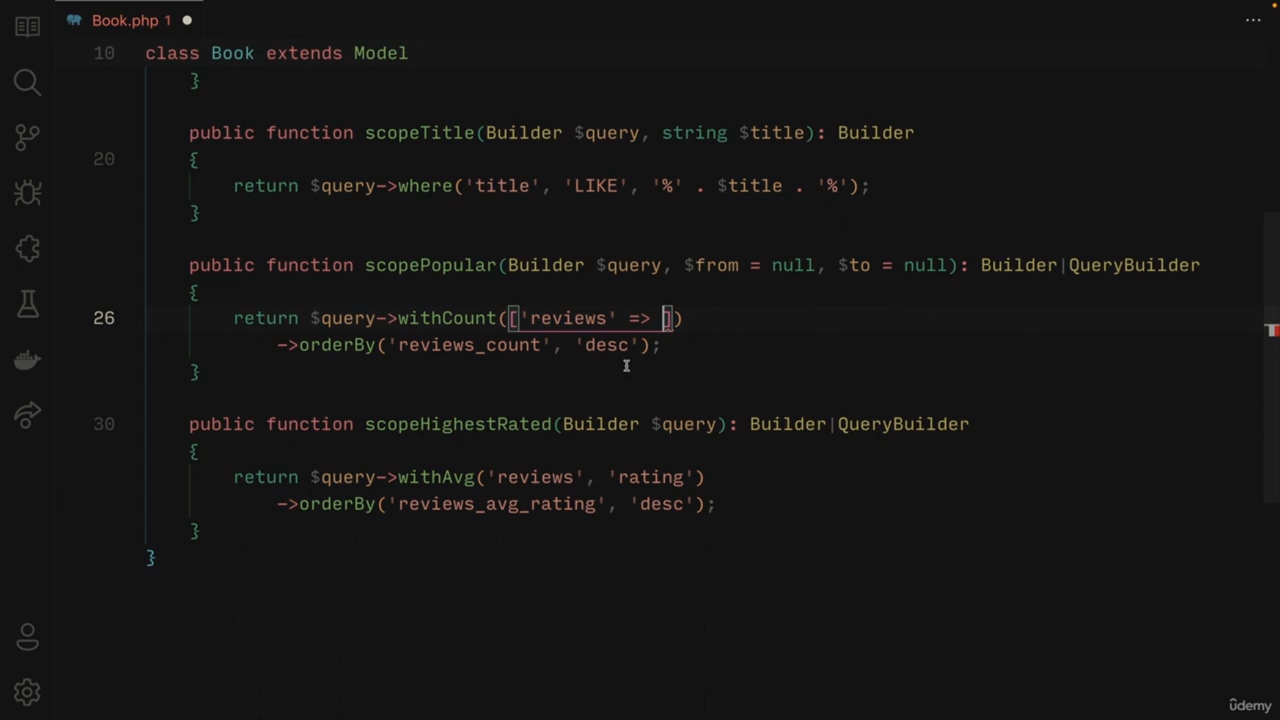 Book.php 1
10 class Book extends Model
}
public function scopeTitle(Builder $query, string $title): Builder
20 {
return $query->where('title', 'LIKE', '%' . $title . '%');
}
public function scopePopular(Builder $query, $from = null, $to = null): Builder|QueryBuilder
{
26 return $query->withCount(['reviews' => ])
->orderBy('reviews_count', 'desc');
}
30 public function scopeHighestRated(Builder $query): Builder|QueryBuilder
{
return $query->withAvg('reviews', 'rating')
->orderBy('reviews_avg_rating', 'desc');
}
}
ûdemy